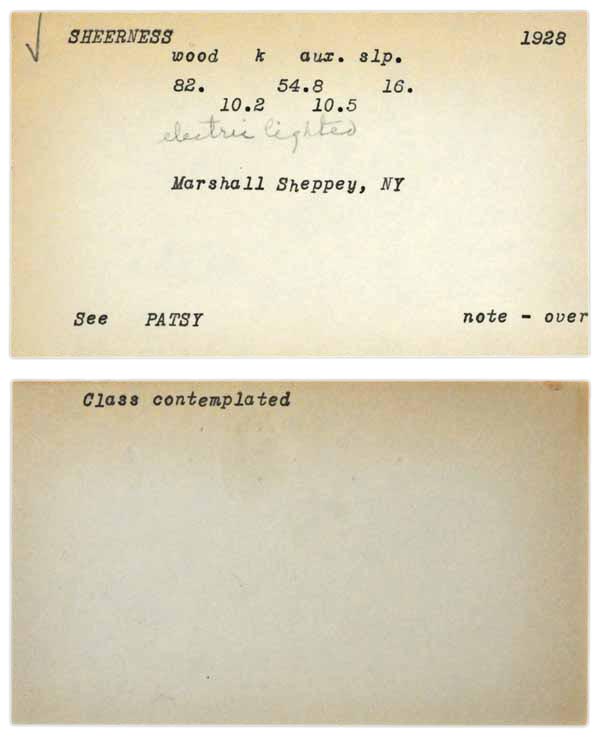 SHEERNESS 1928
wood k aux. slp.
82. 54.8 16.
10.2 10.5
electric lighted
Marshall Sheppey, NY
See PATSY note - over
Class contemplated